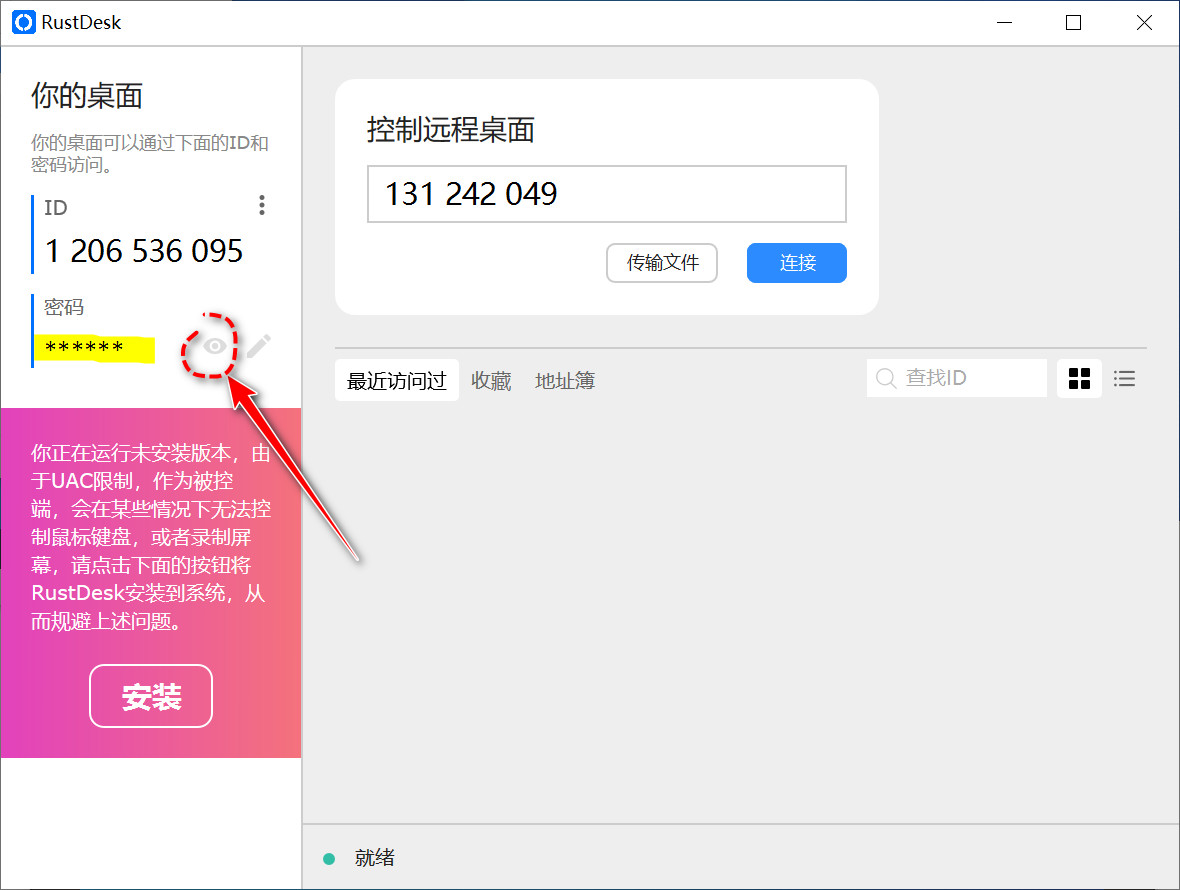 RustDesk
你的桌面
你的桌面可以通过下面的ID和
密码访问。
ID
1 206 536 095
密码
******
你正在运行未安装版本，由
于UAC限制，作为被控
端，会在某些情况下无法控
制鼠标键盘，或者录制屏
幕，请点击下面的按钮将
RustDesk安装到系统，从
而规避上述问题。
安装
控制远程桌面
131 242 049
传输文件
连接
最近访问过
收藏
地址簿
查找ID
就绪